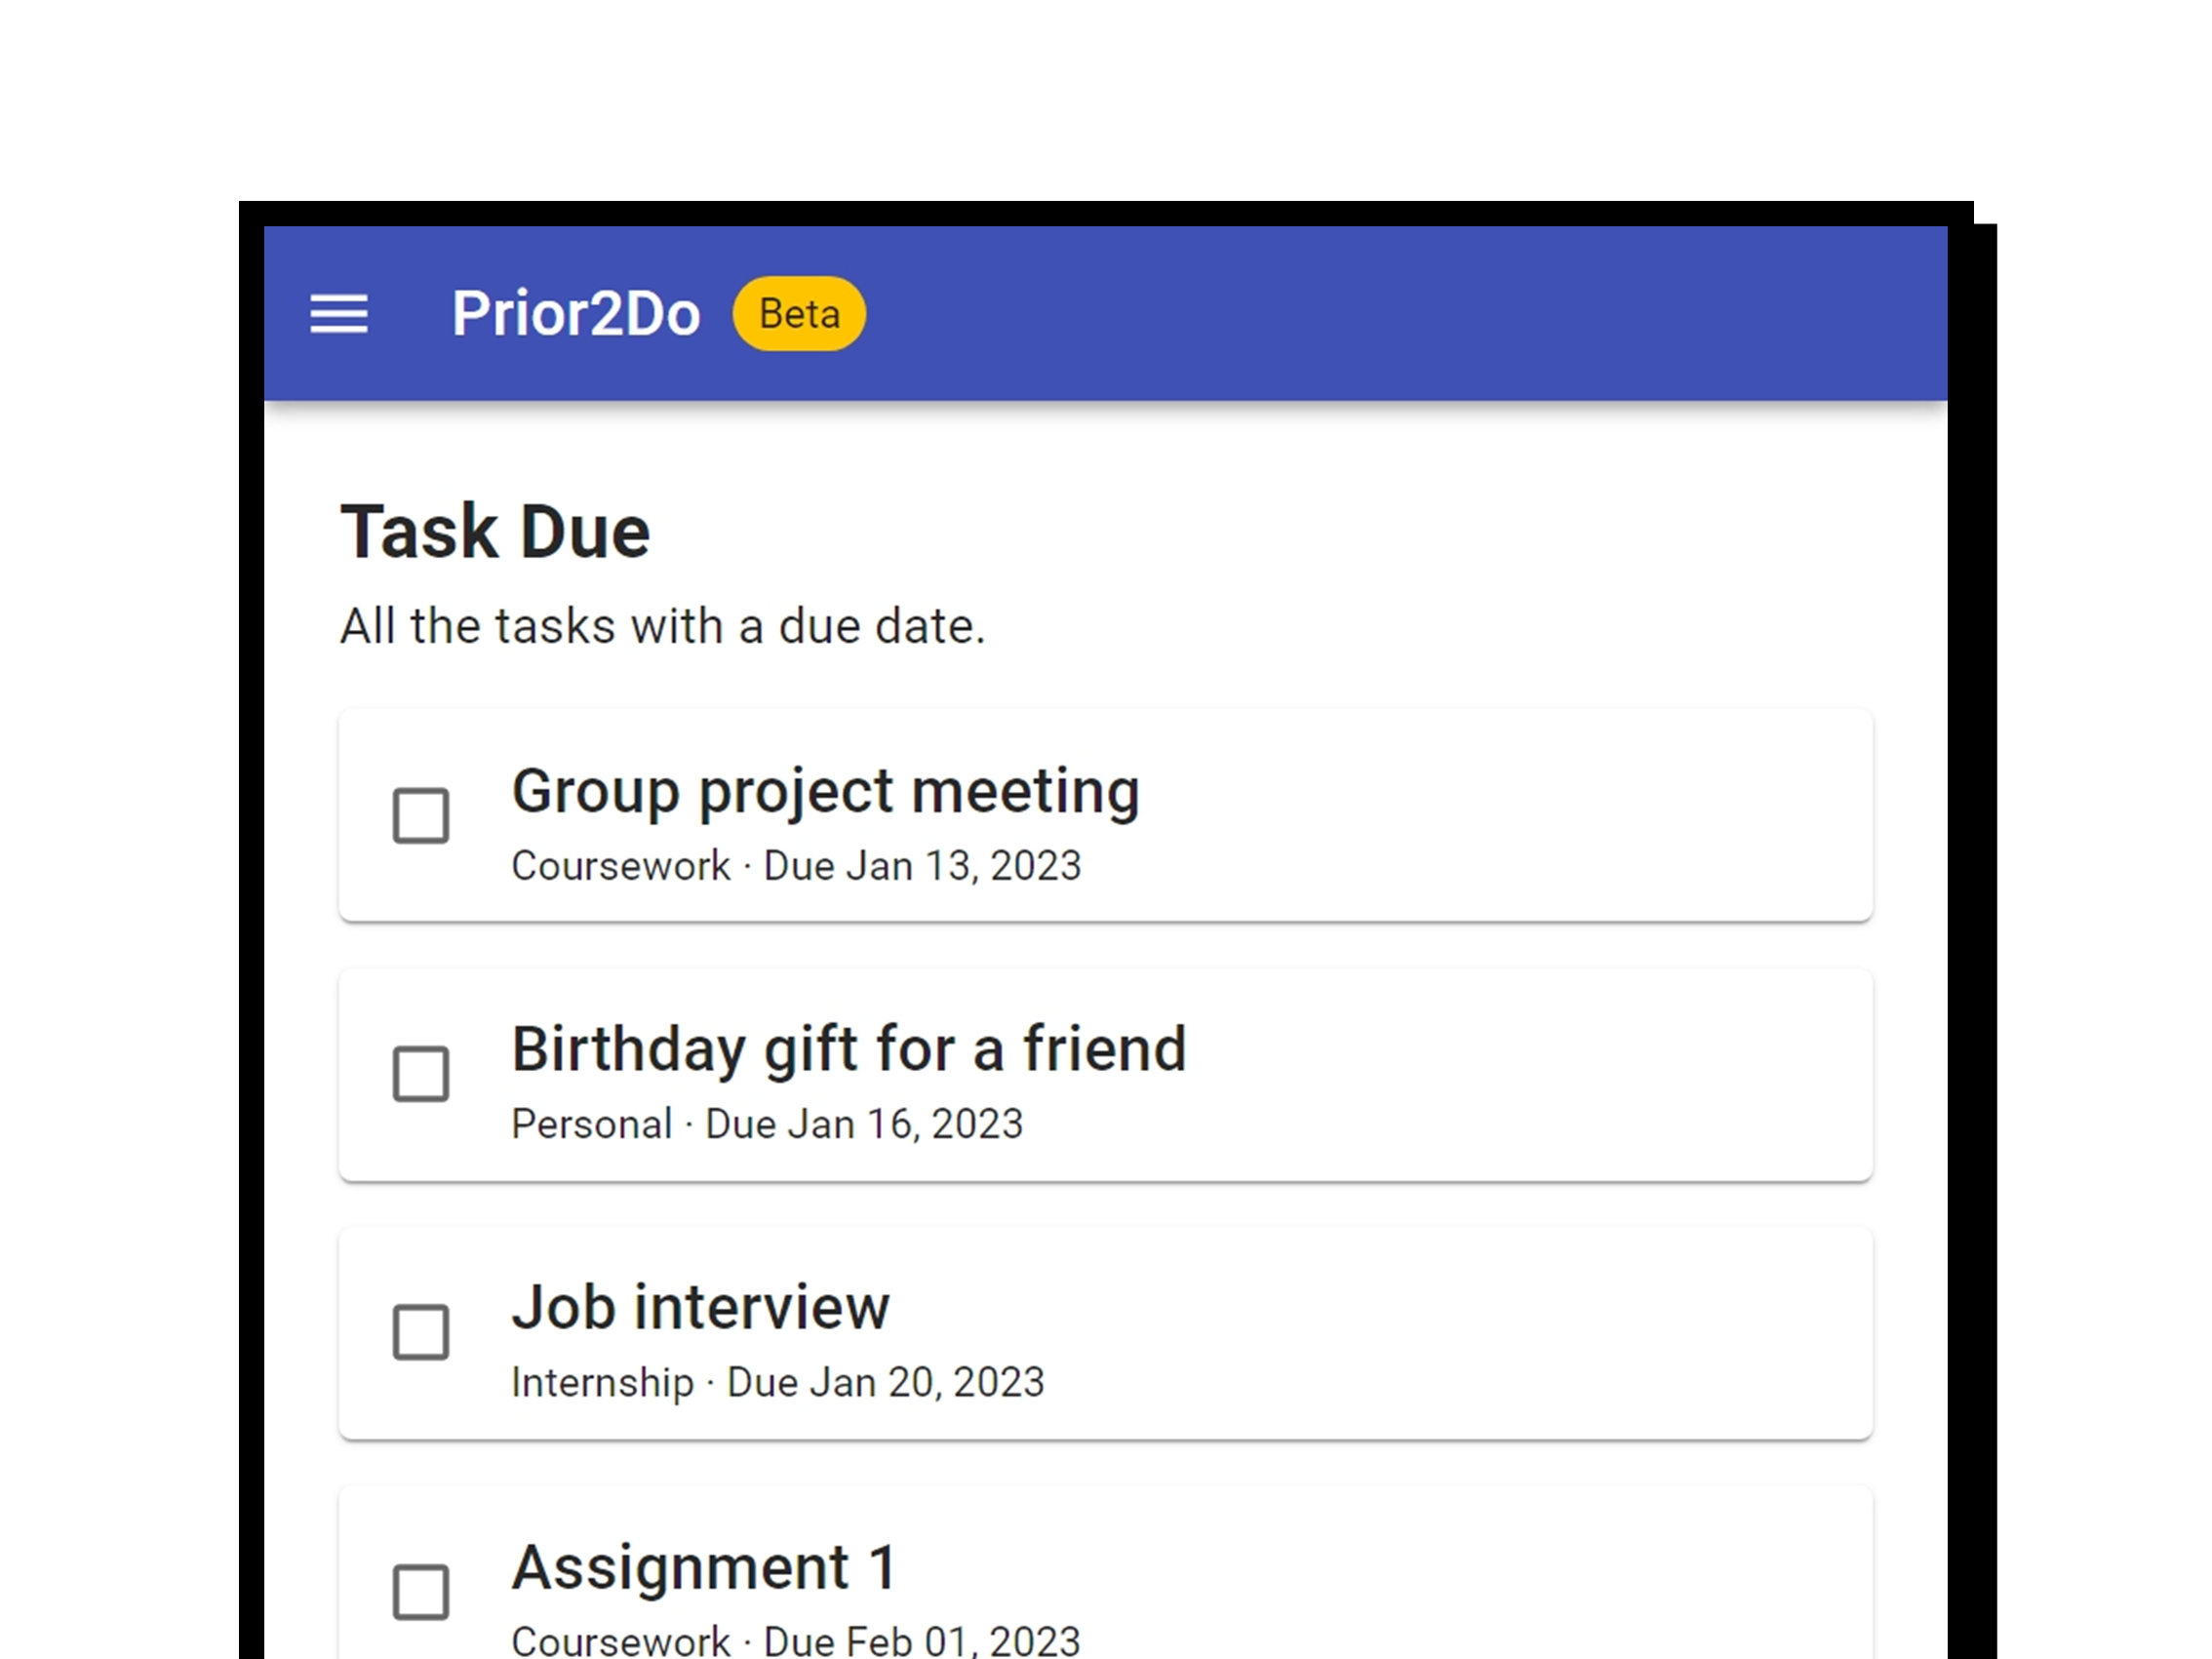 Prior2Do Beta
Task Due
All the tasks with a due date.
Group project meeting
Coursework · Due Jan 13, 2023
Birthday gift for a friend
Personal · Due Jan 16, 2023
Job interview
Internship · Due Jan 20, 2023
Assignment 1
Coursework · Due Feb 01, 2023